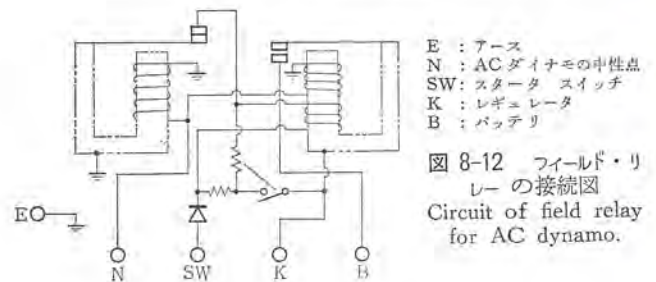 E : アース
N : ACダイナモの中性点
SW: スタータ スイッチ
K : レギュレータ
B : バッテリ
図 8-12 フィールド・リ
レー の接続図
Circuit of field relay
for AC dynamo.
E
N SW K B